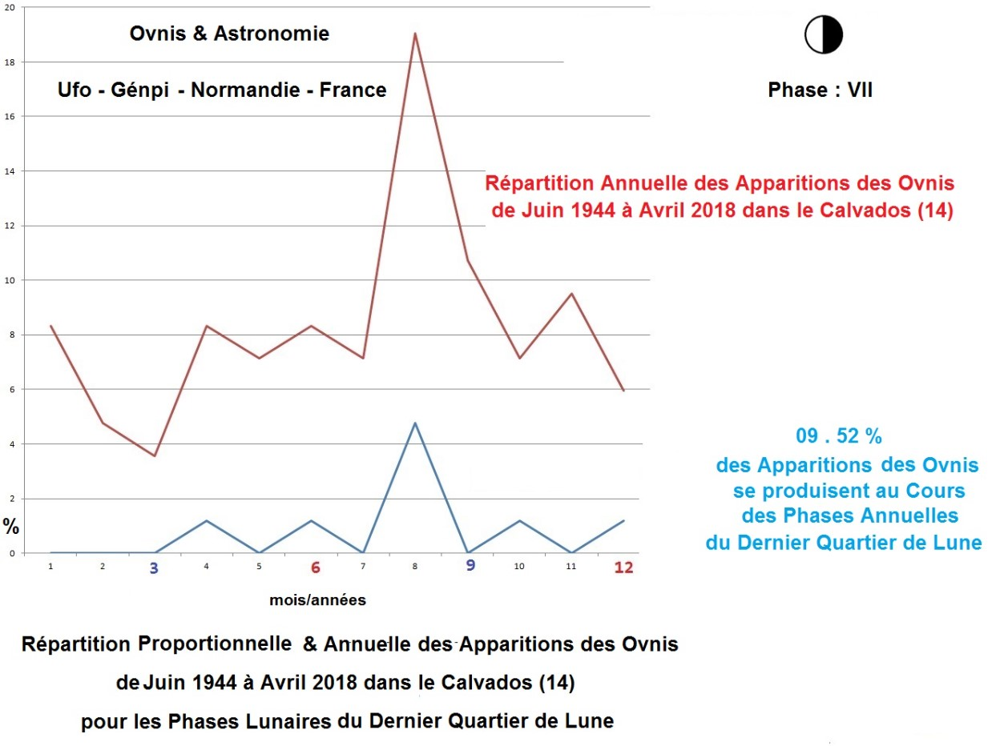 20
18
16
14
12
10
8
6
4
2
0
%
Ovnis & Astronomie
Ufo - Génpi - Normandie - France
Phase : VII
Répartition Annuelle des Apparitions des Ovnis
de Juin 1944 à Avril 2018 dans le Calvados (14)
09 . 52 %
des Apparitions des Ovnis
se produisent au Cours
des Phases Annuelles
du Dernier Quartier de Lune
1 2 3 4 5 6 7 8 9 10 11 12
mois/années
Répartition Proportionnelle & Annuelle des Apparitions des Ovnis
de Juin 1944 à Avril 2018 dans le Calvados (14)
pour les Phases Lunaires du Dernier Quartier de Lune